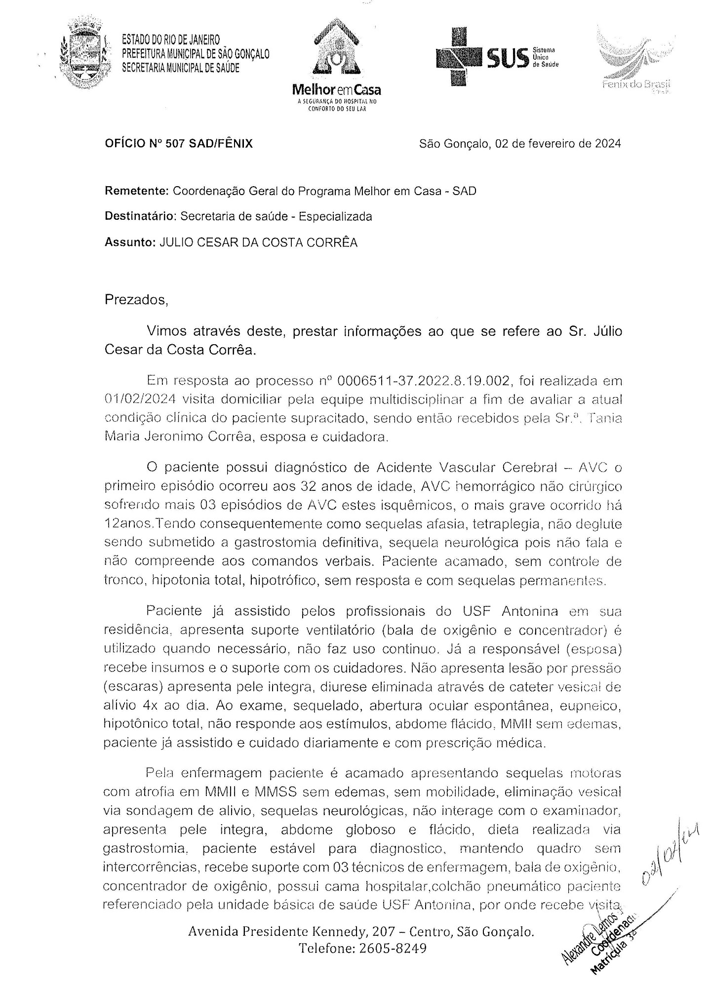 ESTADO DO RIO DE JANEIRO
PREFEITURA MUNICIPAL DE SÃO GONÇALO
SECRETARIA MUNICIPAL DE SAÚDE
Melhor em Casa
A SEGURANÇA DO HOSPITAL NO
CONFORTO DO SEU LAR
SUS Sistema
Único
de Saúde
Fenix do Brasil
OFÍCIO Nº 507 SAD/FÊNIX São Gonçalo, 02 de fevereiro de 2024
Remetente: Coordenação Geral do Programa Melhor em Casa - SAD
Destinatário: Secretaria de saúde - Especializada
Assunto: JULIO CESAR DA COSTA CORRÊA
Prezados,
Vimos através deste, prestar informações ao que se refere ao Sr. Júlio
Cesar da Costa Corrêa.
Em resposta ao processo nº 0006511-37.2022.8.19.002, foi realizada em
01/02/2024 visita domiciliar pela equipe multidisciplinar a fim de avaliar a atual
condição clínica do paciente supracitado, sendo então recebidos pela Sr.ª. Tania
Maria Jeronimo Corrêa, esposa e cuidadora.
O paciente possui diagnóstico de Acidente Vascular Cerebral – AVC o
primeiro episódio ocorreu aos 32 anos de idade, AVC hemorrágico não cirúrgico
sofrendo mais 03 episódios de AVC estes isquêmicos, o mais grave ocorrido há
12anos.Tendo consequentemente como sequelas afasia, tetraplegia, não deglute
sendo submetido a gastrostomia definitiva, sequela neurológica pois não fala e
não compreende aos comandos verbais. Paciente acamado, sem controle de
tronco, hipotonia total, hipotrófico, sem resposta e com sequelas permanentes.
Paciente já assistido pelos profissionais do USF Antonina em sua
residência, apresenta suporte ventilatório (bala de oxigênio e concentrador) é
utilizado quando necessário, não faz uso continuo. Já a responsável (esposa)
recebe insumos e o suporte com os cuidadores. Não apresenta lesão por pressão
(escaras) apresenta pele integra, diurese eliminada através de cateter vesical de
alívio 4x ao dia. Ao exame, sequelado, abertura ocular espontânea, eupneico,
hipotônico total, não responde aos estímulos, abdome flácido, MMII sem edemas,
paciente já assistido e cuidado diariamente e com prescrição médica.
Pela enfermagem paciente é acamado apresentando sequelas motoras
com atrofia em MMII e MMSS sem edemas, sem mobilidade, eliminação vesical
via sondagem de alivio, sequelas neurológicas, não interage com o examinador,
apresenta pele integra, abdome globoso e flácido, dieta realizada via
gastrostomia, paciente estável para diagnostico, mantendo quadro sem
intercorrências, recebe suporte com 03 técnicos de enfermagem, bala de oxigênio,
concentrador de oxigênio, possui cama hospitalar,colchão pneumático paciente
referenciado pela unidade básica de saúde USF Antonina, por onde recebe visita
02/02/24
Alexandre Lemos
Coordenad
Matrícula 34
Avenida Presidente Kennedy, 207 – Centro, São Gonçalo.
Telefone: 2605-8249